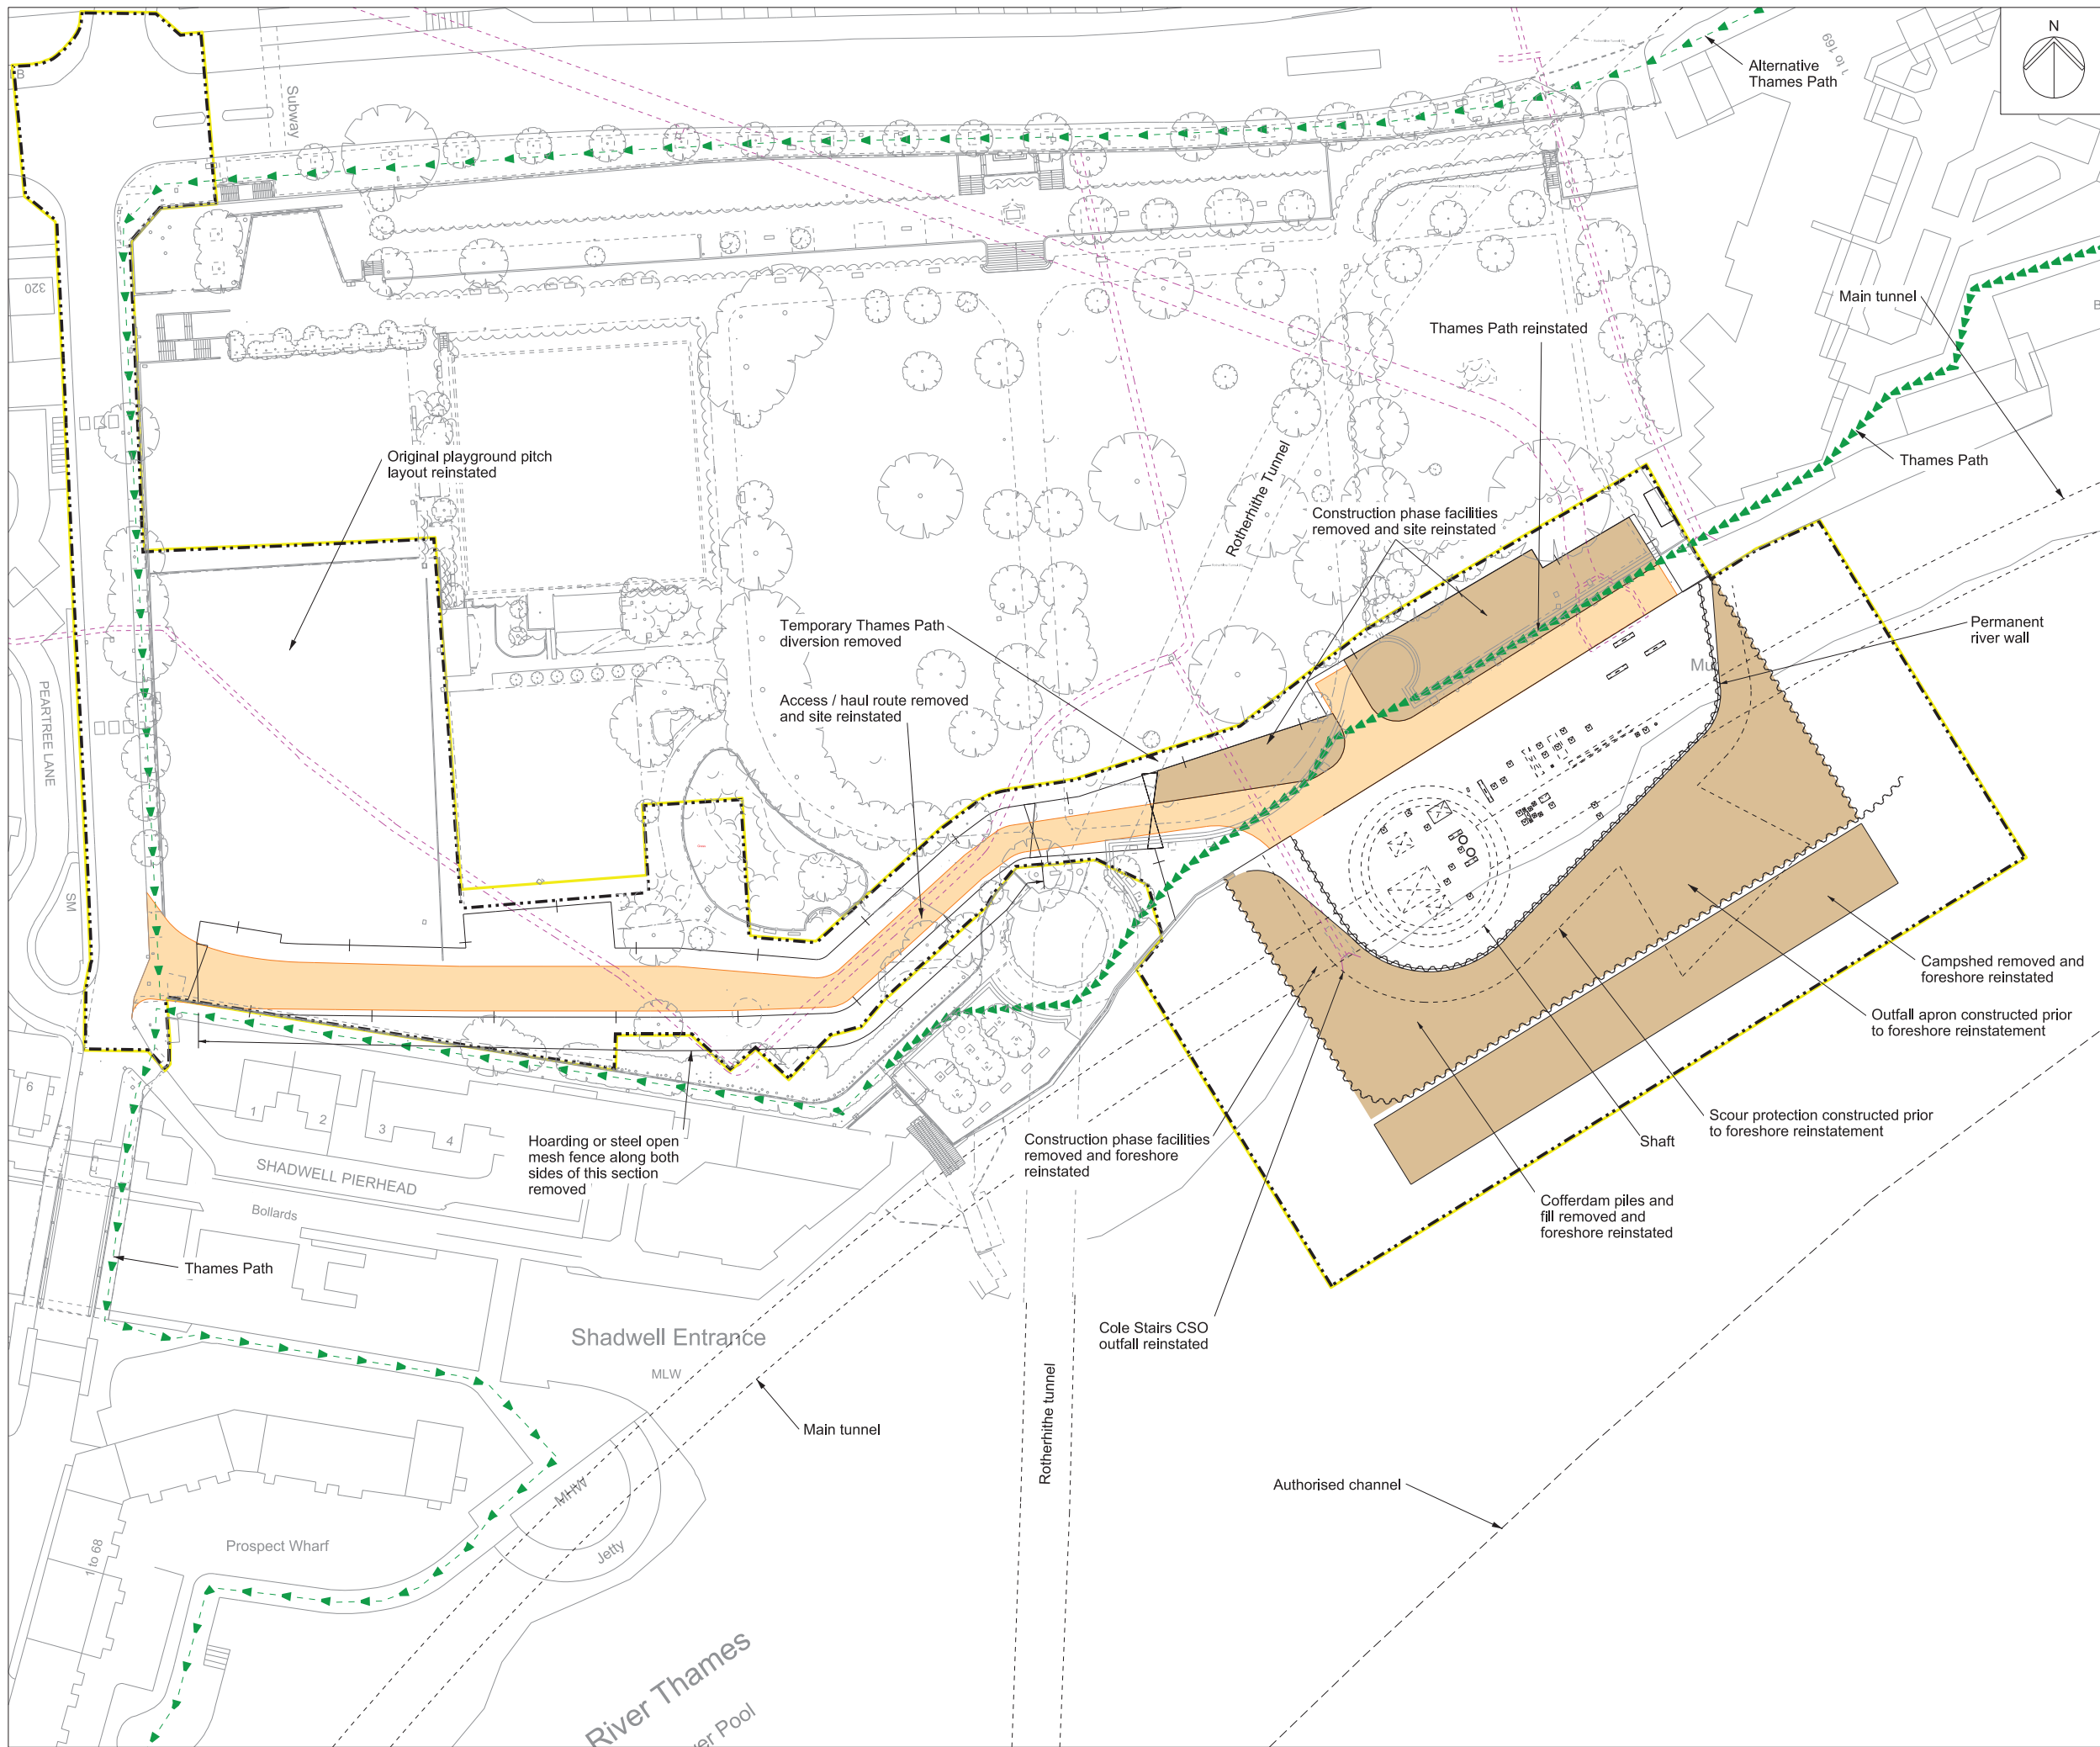 N
Alternative
Thames Path
1 to 169
Subway
320
Main tunnel
Thames Path reinstated
Original playground pitch
layout reinstated
Thames Path
Rotherhithe Tunnel
Construction phase facilities
removed and site reinstated
Temporary Thames Path
diversion removed
Permanent
river wall
Access / haul route removed
and site reinstated
PEARTREE LANE
SM
Campshed removed and
foreshore reinstated
Outfall apron constructed prior
to foreshore reinstatement
6
1
2
3
4
Hoarding or steel open
mesh fence along both
sides of this section
removed
Construction phase facilities
removed and foreshore
reinstated
Scour protection constructed prior
to foreshore reinstatement
Shaft
SHADWELL PIERHEAD
Bollards
Cofferdam piles and
fill removed and
foreshore reinstated
Thames Path
Cole Stairs CSO
outfall reinstated
Shadwell Entrance
MLW
Main tunnel
Rotherhithe tunnel
Authorised channel
MHW
Jetty
Prospect Wharf
1 to 68
River Thames
Pool